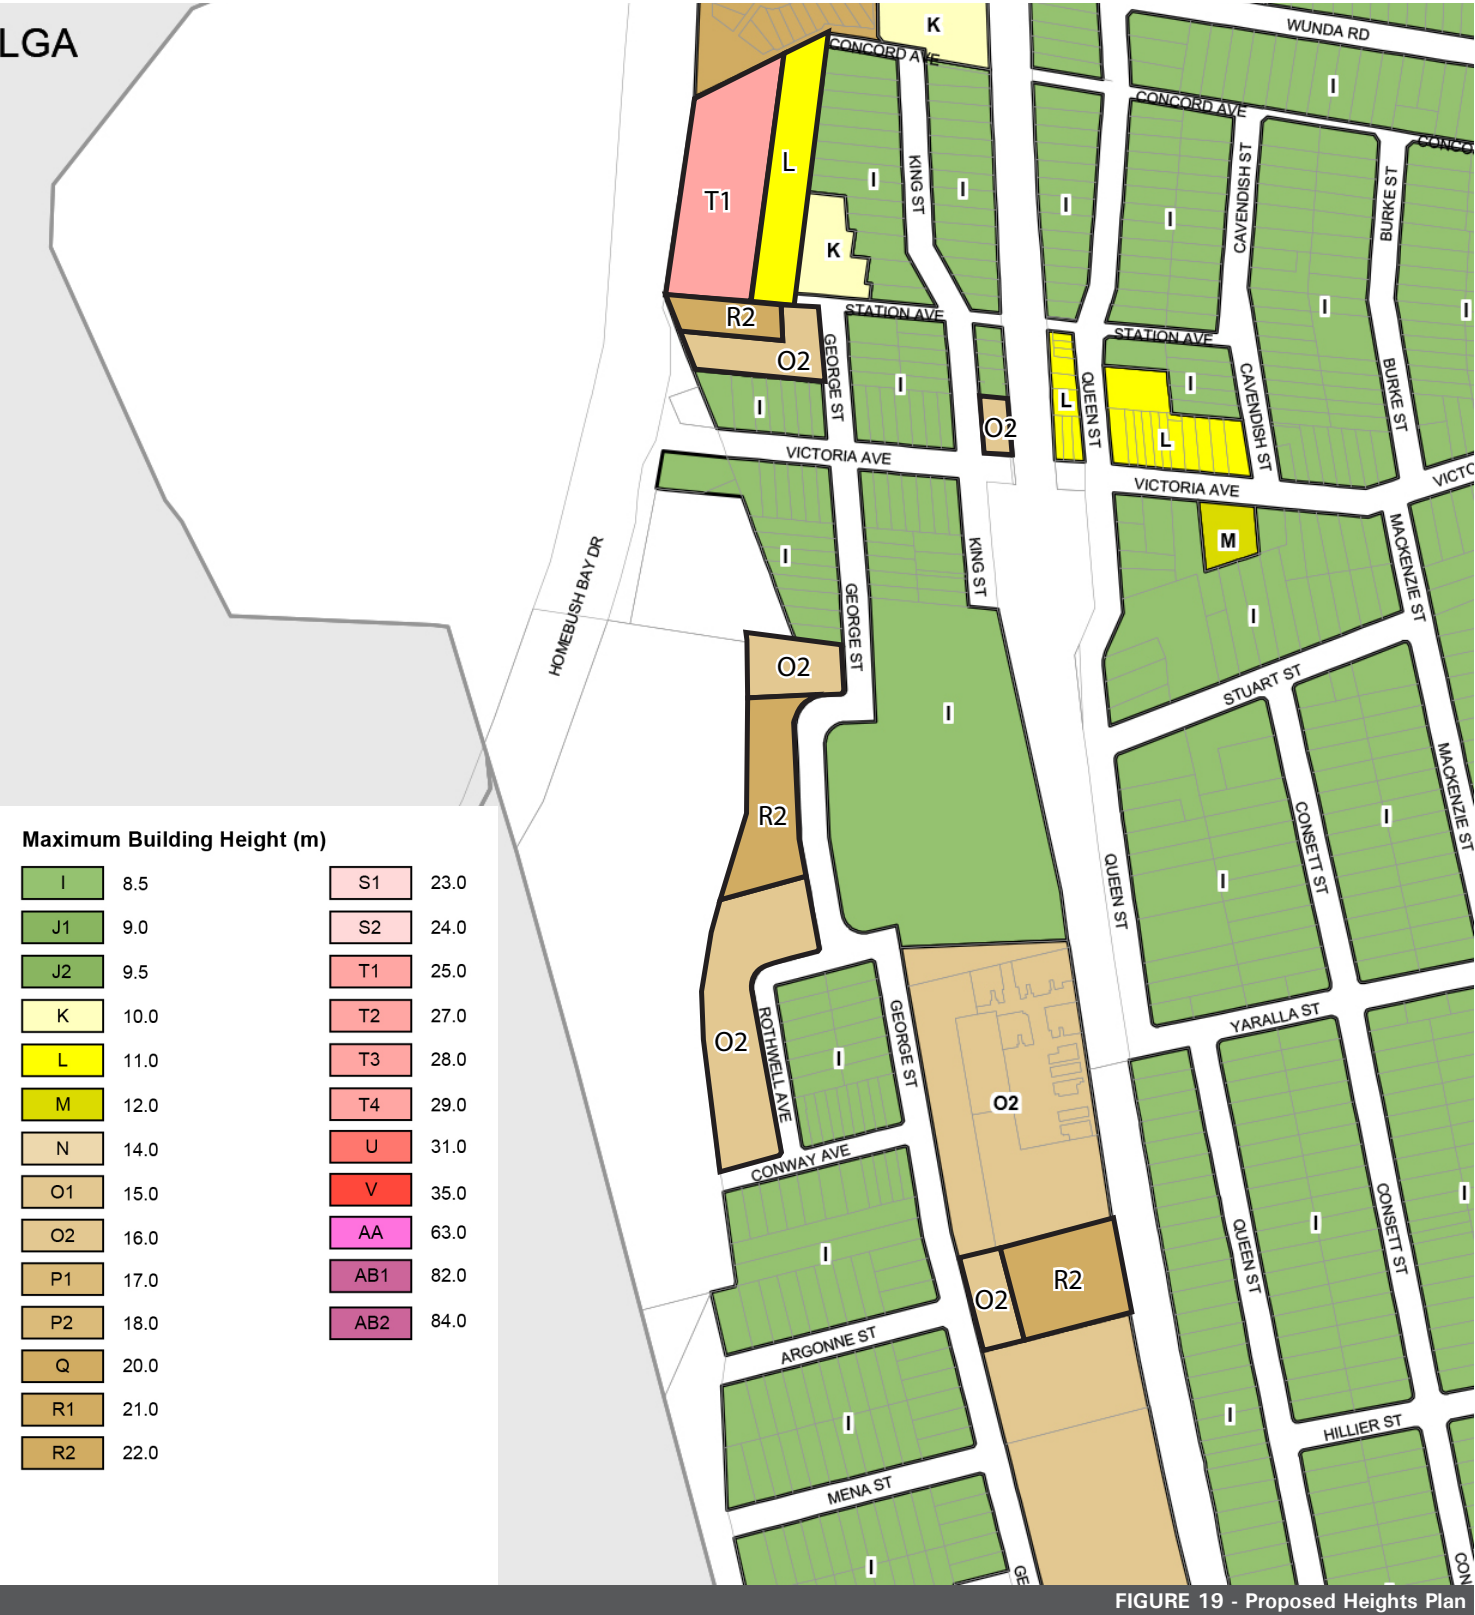 LGA
K
WUNDA RD
CONCORD AVE
I
CONCORD AVE
CONCO
L
T1
I
KING ST
I
I
I
CAVENDISH ST
BURKE ST
K
R2
STATION AVE
I
I
O2
GEORGE ST
STATION AVE
I
I
QUEEN ST
CAVENDISH ST
BURKE ST
I
L
O2
L
VICTORIA AVE
VICTORIA AVE
VICTO
M
MACKENZIE ST
I
KING ST
HOMEBUSH BAY DR
GEORGE ST
I
O2
STUART ST
I
R2
MACKENZIE ST
CONSETT ST
I
I
QUEEN ST
YARALLA ST
O2
ROTHWELL AVE
I
GEORGE ST
O2
CONWAY AVE
I
I
I
CONSETT ST
QUEEN ST
R2
O2
ARGONNE ST
I
I
HILLIER ST
MENA ST
I
GE
CON
Maximum Building Height (m)
I 8.5
J1 9.0
J2 9.5
K 10.0
L 11.0
M 12.0
N 14.0
O1 15.0
O2 16.0
P1 17.0
P2 18.0
Q 20.0
R1 21.0
R2 22.0
S1 23.0
S2 24.0
T1 25.0
T2 27.0
T3 28.0
T4 29.0
U 31.0
V 35.0
AA 63.0
AB1 82.0
AB2 84.0
FIGURE 19 - Proposed Heights Plan